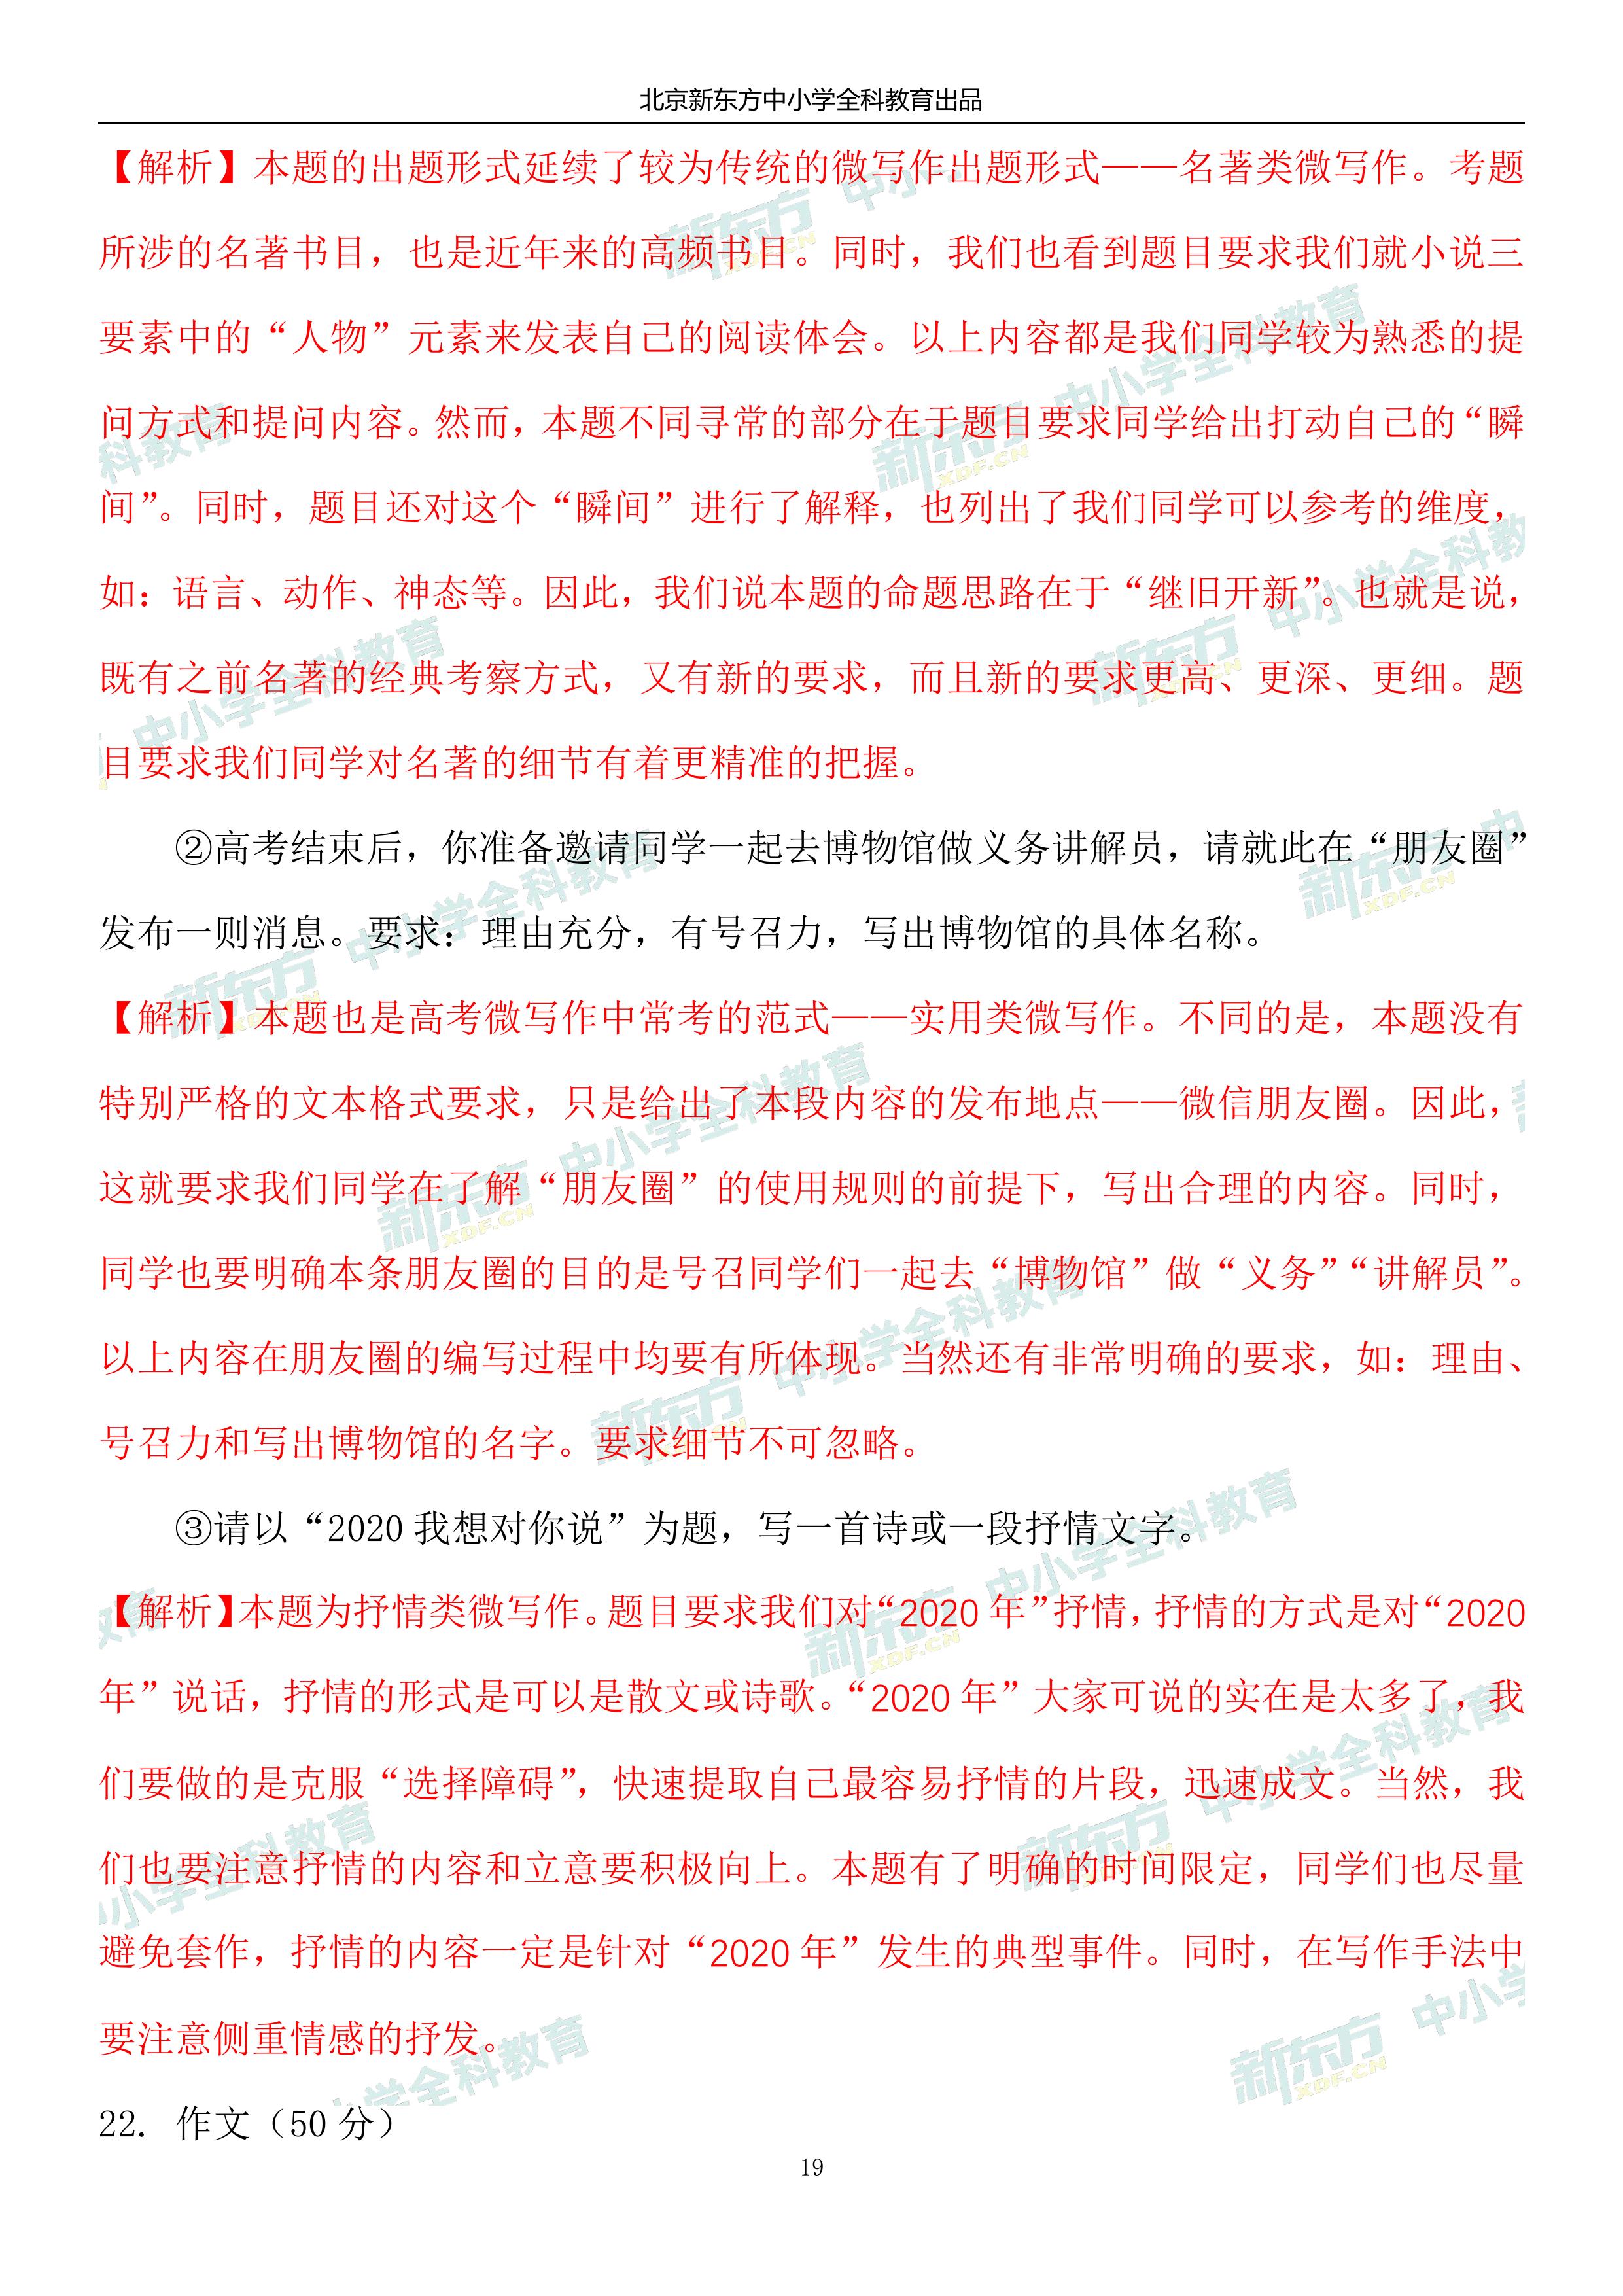 北京新东方中小学全科教育出品
【解析】本题的出题形式延续了较为传统的微写作出题形式——名著类微写作。考题
所涉的名著书目，也是近年来的高频书目。同时，我们也看到题目要求我们就小说三
要素中的“人物”元素来发表自己的阅读体会。以上内容都是我们同学较为熟悉的提
问方式和提问内容。然而，本题不同寻常的部分在于题目要求同学给出打动自己的“瞬
间”。同时，题目还对这个“瞬间”进行了解释，也列出了我们同学可以参考的维度，
如：语言、动作、神态等。因此，我们说本题的命题思路在于“继旧开新”。也就是说，
既有之前名著的经典考察方式，又有新的要求，而且新的要求更高、更深、更细。题
目要求我们同学对名著的细节有着更精准的把握。
②高考结束后，你准备邀请同学一起去博物馆做义务讲解员，请就此在“朋友圈”
发布一则消息。要求：理由充分，有号召力，写出博物馆的具体名称。
【解析】本题也是高考微写作中常考的范式——实用类微写作。不同的是，本题没有
特别严格的文本格式要求，只是给出了本段内容的发布地点——微信朋友圈。因此，
这就要求我们同学在了解“朋友圈”的使用规则的前提下，写出合理的内容。同时，
同学也要明确本条朋友圈的目的是号召同学们一起去“博物馆”做“义务”“讲解员”。
以上内容在朋友圈的编写过程中均要有所体现。当然还有非常明确的要求，如：理由、
号召力和写出博物馆的名字。要求细节不可忽略。
③请以“2020 我想对你说”为题，写一首诗或一段抒情文字。
【解析】本题为抒情类微写作。题目要求我们对“2020 年”抒情，抒情的方式是对“2020
年”说话，抒情的形式是可以是散文或诗歌。“2020 年”大家可说的实在是太多了，我
们要做的是克服“选择障碍”，快速提取自己最容易抒情的片段，迅速成文。当然，我
们也要注意抒情的内容和立意要积极向上。本题有了明确的时间限定，同学们也尽量
避免套作，抒情的内容一定是针对“2020 年”发生的典型事件。同时，在写作手法中
要注意侧重情感的抒发。
22. 作文（50 分）
19